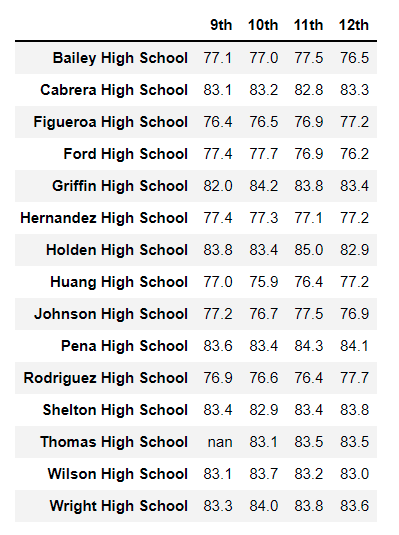 9th 10th 11th 12th
Bailey High School 77.1 77.0 77.5 76.5
Cabrera High School 83.1 83.2 82.8 83.3
Figueroa High School 76.4 76.5 76.9 77.2
Ford High School 77.4 77.7 76.9 76.2
Griffin High School 82.0 84.2 83.8 83.4
Hernandez High School 77.4 77.3 77.1 77.2
Holden High School 83.8 83.4 85.0 82.9
Huang High School 77.0 75.9 76.4 77.2
Johnson High School 77.2 76.7 77.5 76.9
Pena High School 83.6 83.4 84.3 84.1
Rodriguez High School 76.9 76.6 76.4 77.7
Shelton High School 83.4 82.9 83.4 83.8
Thomas High School nan 83.1 83.5 83.5
Wilson High School 83.1 83.7 83.2 83.0
Wright High School 83.3 84.0 83.8 83.6